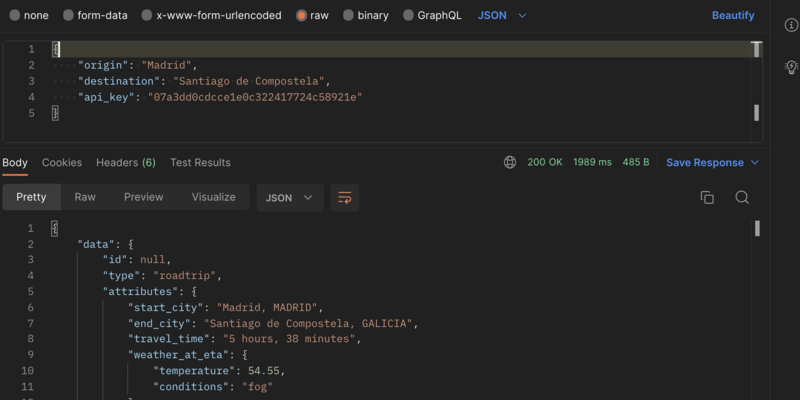 none form-data x-www-form-urlencoded raw binary GraphQL JSON Beautify
1 {
2 "origin": "Madrid",
3 "destination": "Santiago de Compostela",
4 "api_key": "07a3dd0cdcce1e0c322417724c58921e"
5 }
Body Cookies Headers (6) Test Results 200 OK 1989 ms 485 B Save Response
Pretty Raw Preview Visualize JSON
1 {
2 "data": {
3 "id": null,
4 "type": "roadtrip",
5 "attributes": {
6 "start_city": "Madrid, MADRID",
7 "end_city": "Santiago de Compostela, GALICIA",
8 "travel_time": "5 hours, 38 minutes",
9 "weather_at_eta": {
10 "temperature": 54.55,
11 "conditions": "fog"